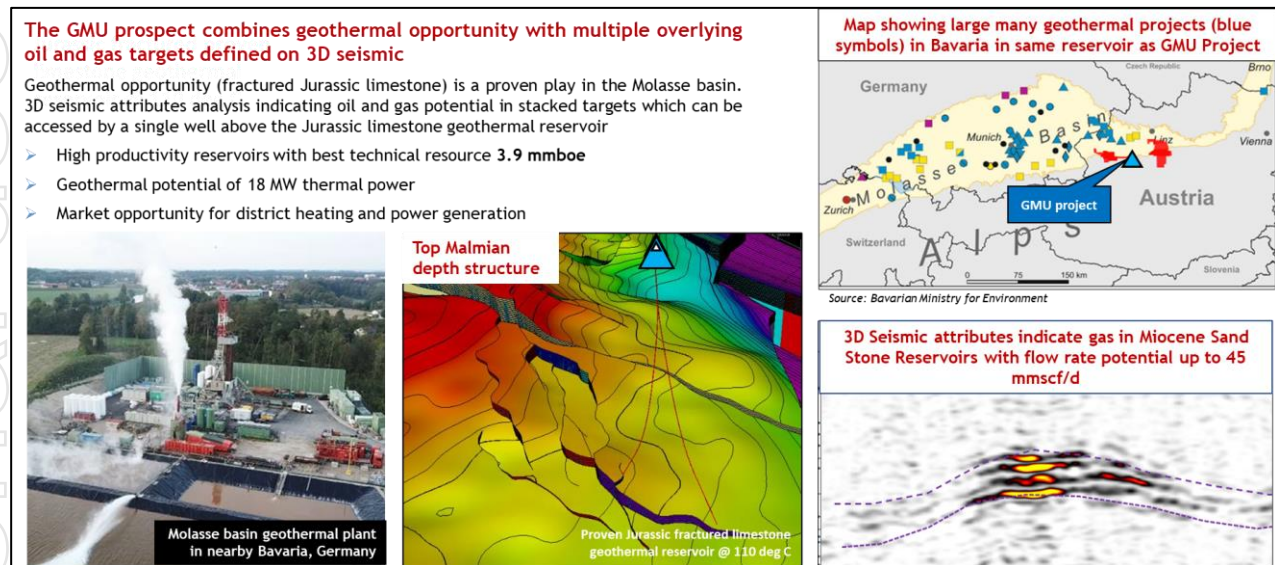 The GMU prospect combines geothermal opportunity with multiple overlying
oil and gas targets defined on 3D seismic
Geothermal opportunity (fractured Jurassic limestone) is a proven play in the Molasse basin.
3D seismic attributes analysis indicating oil and gas potential in stacked targets which can be
accessed by a single well above the Jurassic limestone geothermal reservoir
➤ High productivity reservoirs with best technical resource 3.9 mmboe
➤ Geothermal potential of 18 MW thermal power
➤ Market opportunity for district heating and power generation
Molasse basin geothermal plant
in nearby Bavaria, Germany
Top Malmian
depth structure
Proven Jurassic fractured limestone
geothermal reservoir @ 110 deg C
Map showing large many geothermal projects (blue
symbols) in Bavaria in same reservoir as GMU Project
Germany
Czech Republic
Brno
Munich
Molasse Basin
Linz
Vienna
Zurich
GMU project
Austria
Switzerland
Alps
Slovenia
0 75 150 km
Source: Bavarian Ministry for Environment
3D Seismic attributes indicate gas in Miocene Sand
Stone Reservoirs with flow rate potential up to 45
mmscf/d